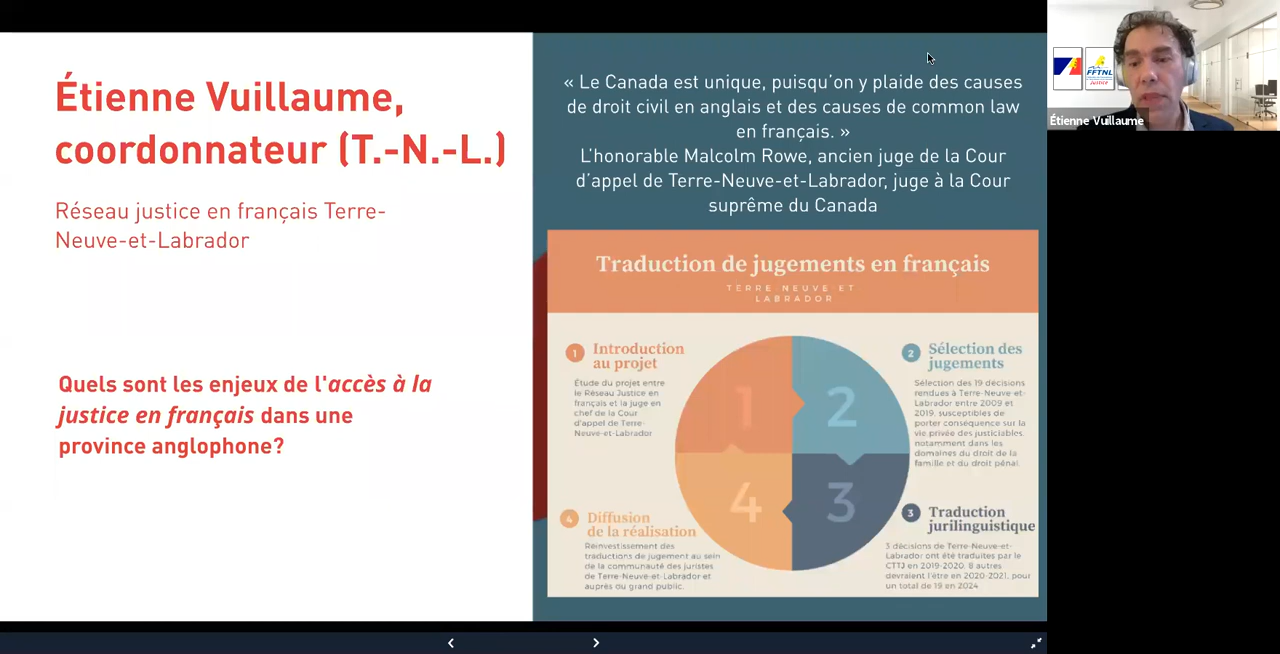 Étienne Vuillaume,
coordonnateur (T.-N.-L.)
Réseau justice en français Terre-
Neuve-et-Labrador
Quels sont les enjeux de l'accès à la
justice en français dans une
province anglophone?
« Le Canada est unique, puisqu'on y plaide des causes
de droit civil en anglais et des causes de common law
en français. »
L'honorable Malcolm Rowe, ancien juge de la Cour
d'appel de Terre-Neuve-et-Labrador, juge à la Cour
suprême du Canada
Traduction de jugements en français
TERRE NEUVE ET
LABRADOR
1 Introduction
au projet
Étude du projet entre
le Réseau Justice en
français et la juge en
chef de la Cour
d'appel de Terre-
Neuve-et-Labrador
1
2
3
4
2 Sélection des
jugements
Sélection des 19 décisions
rendues à Terre-Neuve-et-
Labrador entre 2009 et
2019, susceptibles de
porter conséquence sur la
vie privée des justiciables,
notamment dans les
domaines du droit de la
famille et du droit pénal.
3 Traduction
jurilinguistique
3 décisions de Terre-Neuve-et-
Labrador ont été traduites par le
CTTJ en 2019-2020. 8 autres
devraient l'être en 2020-2021, pour
un total de 19 en 2024
4 Diffusion
de la réalisation
Réinvestissement des
traductions de jugement au sein
de la communauté des juristes
de Terre-Neuve-et-Labrador et
auprès du grand public.
FFTNL
Justice
Étienne Vuillaume